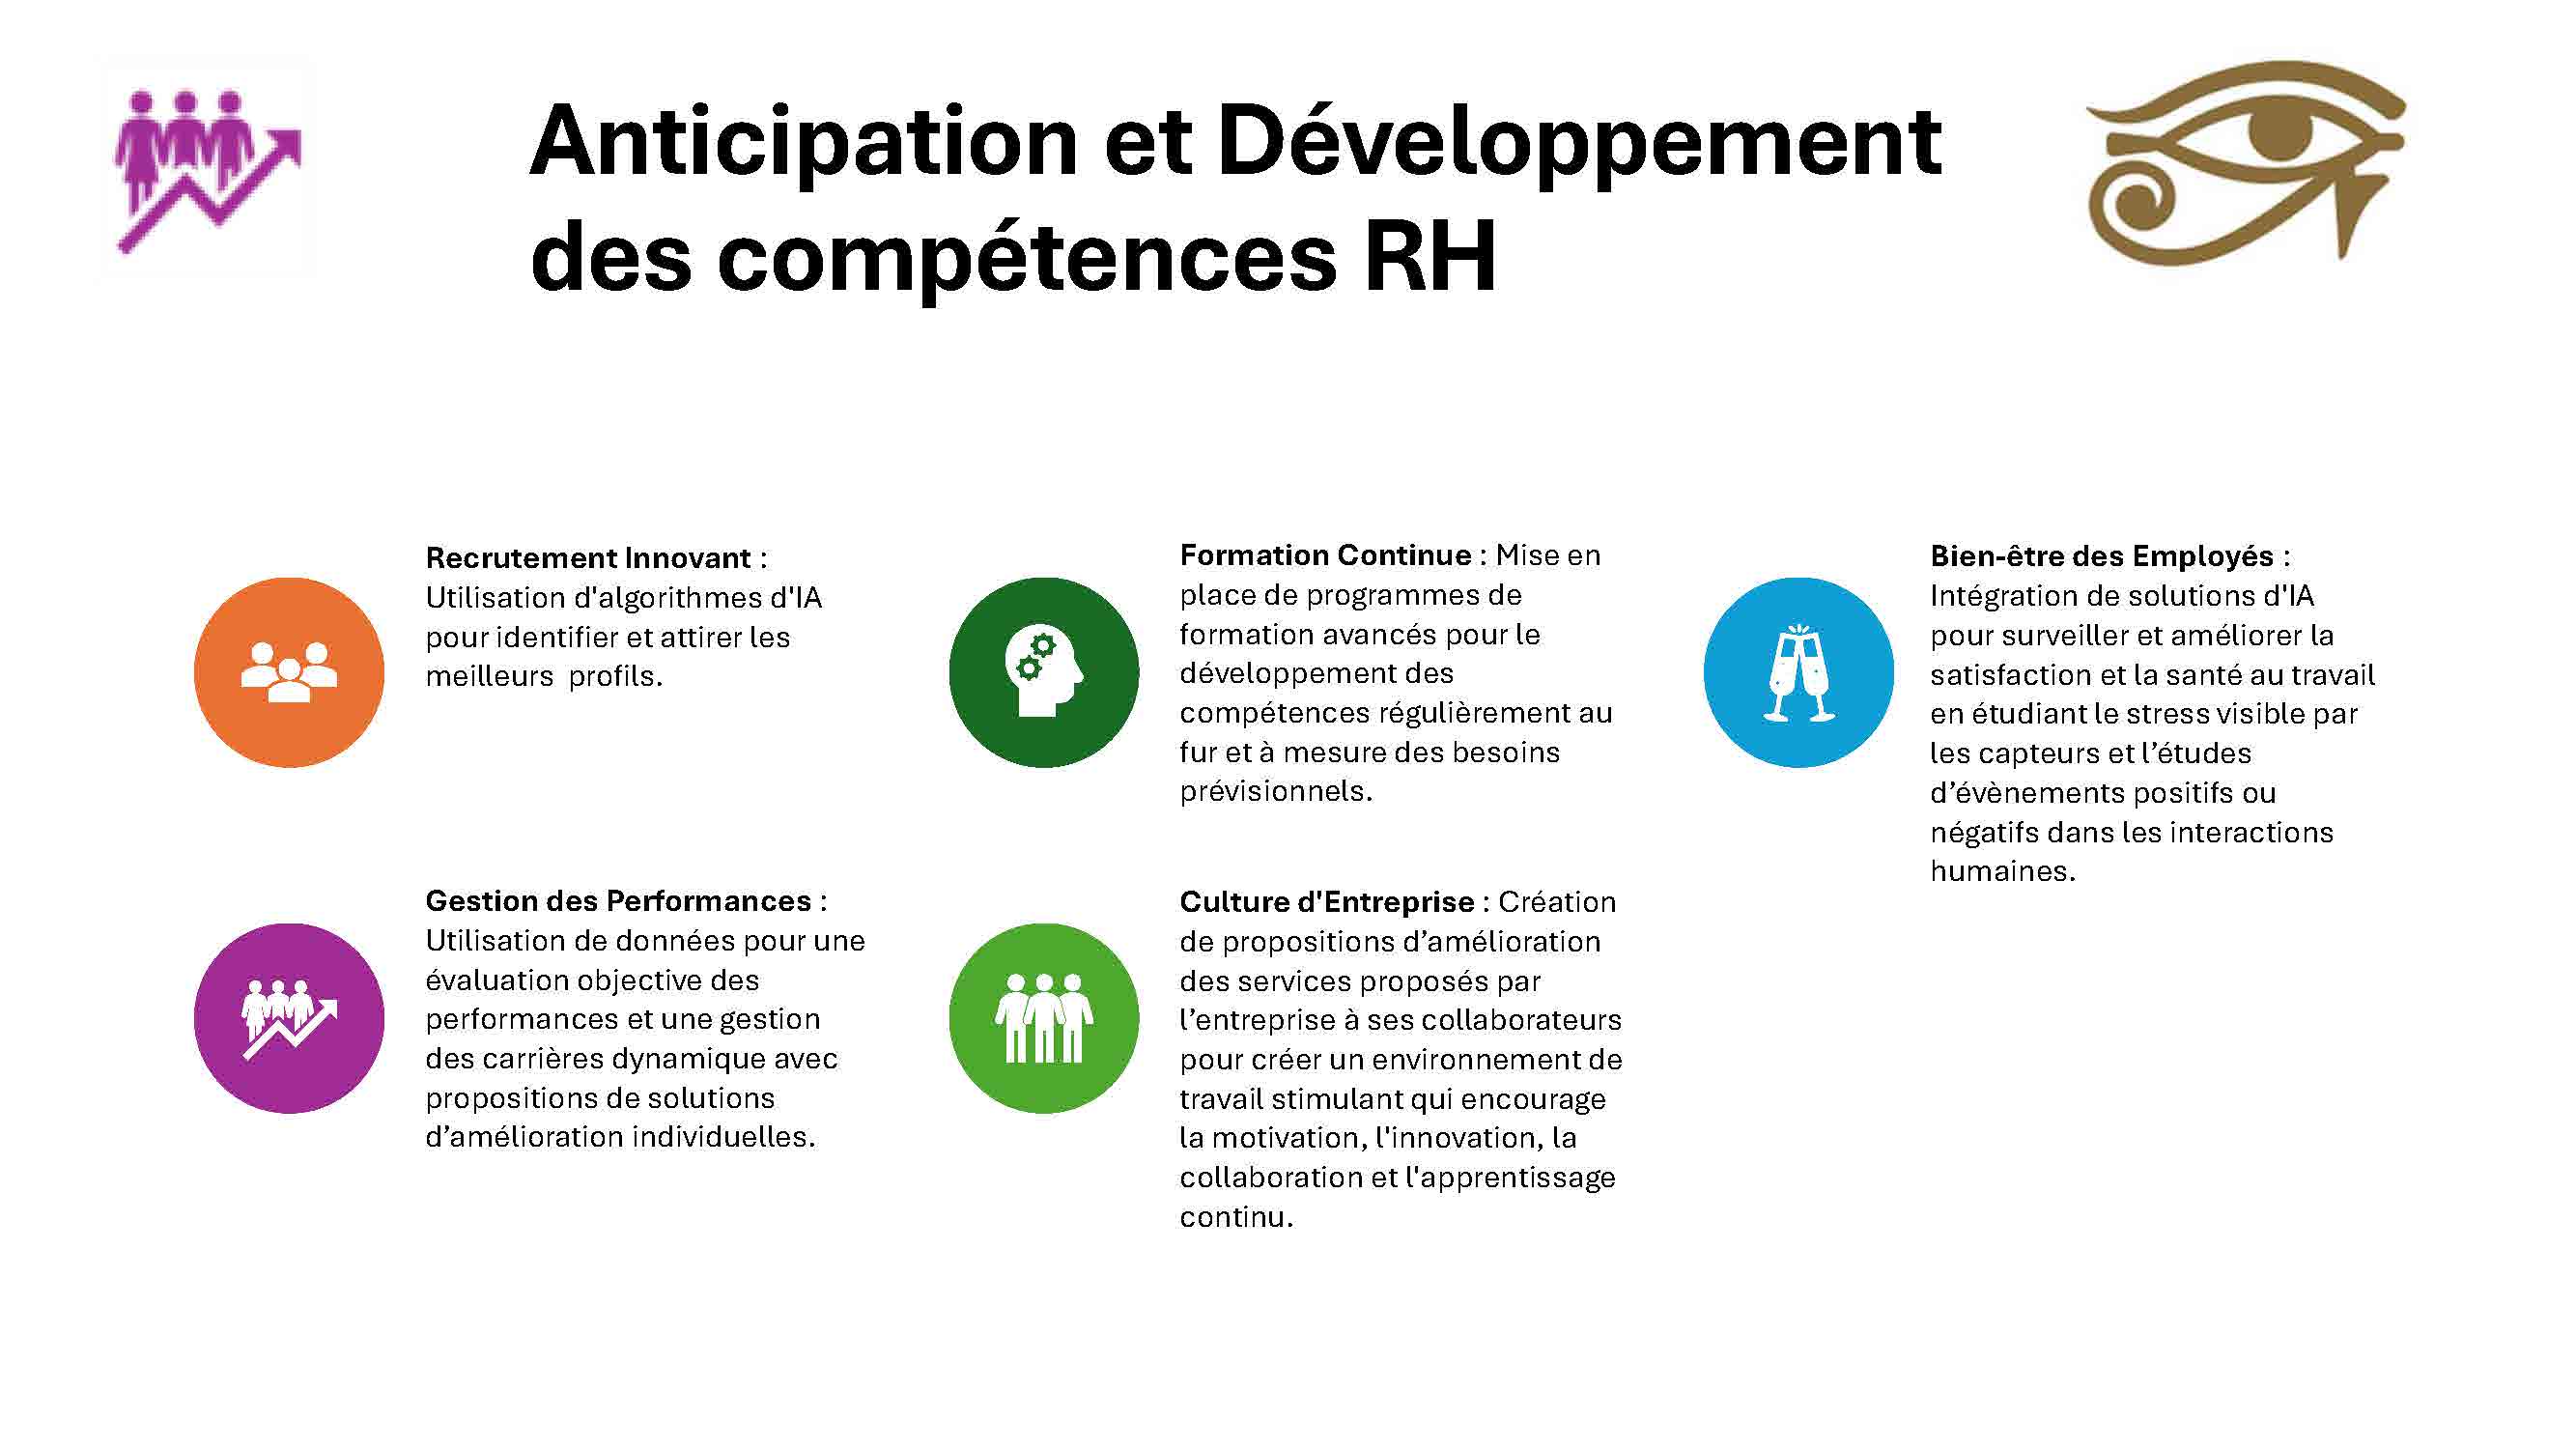 Anticipation et Développement
des compétences RH
Recrutement Innovant :
Utilisation d'algorithmes d'IA
pour identifier et attirer les
meilleurs  profils.
Formation Continue : Mise en
place de programmes de
formation avancés pour le
développement des
compétences régulièrement au
fur et à mesure des besoins
prévisionnels.
Bien-être des Employés :
Intégration de solutions d'IA
pour surveiller et améliorer la
satisfaction et la santé au travail
en étudiant le stress visible par
les capteurs et l’études
d’évènements positifs ou
négatifs dans les interactions
humaines.
Gestion des Performances :
Utilisation de données pour une
évaluation objective des
performances et une gestion
des carrières dynamique avec
propositions de solutions
d’amélioration individuelles.
Culture d'Entreprise : Création
de propositions d’amélioration
des services proposés par
l’entreprise à ses collaborateurs
pour créer un environnement de
travail stimulant qui encourage
la motivation, l'innovation, la
collaboration et l'apprentissage
continu.